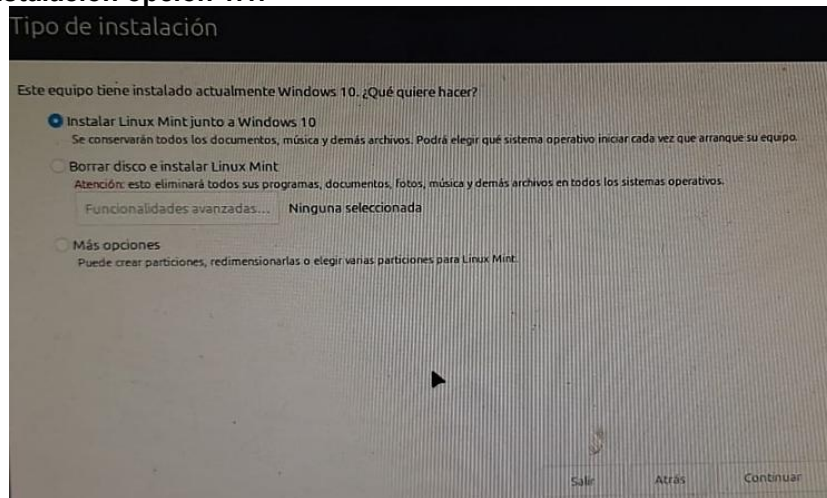 Tipo de instalación
Este equipo tiene instalado actualmente Windows 10. ¿Qué quiere hacer?
Instalar Linux Mint junto a Windows 10
Se conservarán todos los documentos, música y demás archivos. Podrá elegir qué sistema operativo iniciar cada vez que arranque su equipo.
Borrar disco e instalar Linux Mint
Atención: esto eliminará todos sus programas, documentos, fotos, música y demás archivos en todos los sistemas operativos.
Funcionalidades avanzadas... Ninguna seleccionada
Más opciones
Puede crear particiones, redimensionarlas o elegir varias particiones para Linux Mint.
Salir Atrás Continuar